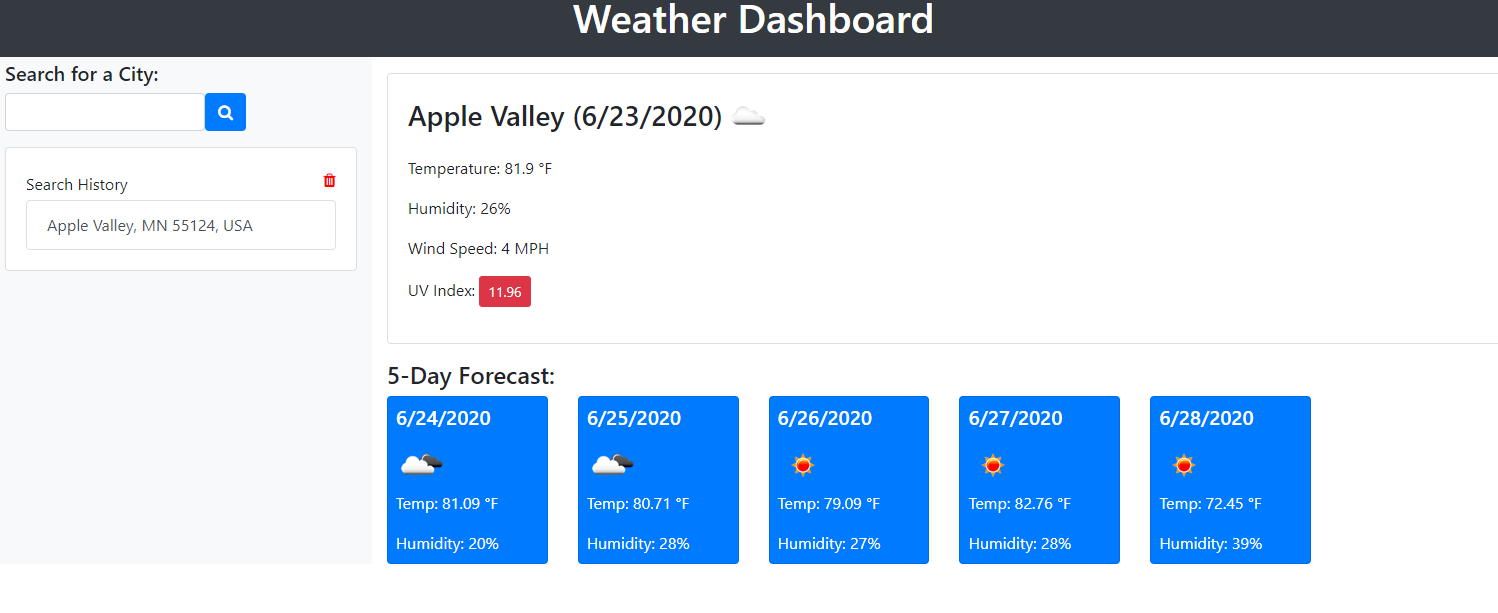 Weather Dashboard
Search for a City:
Search History
Apple Valley, MN 55124, USA
Apple Valley (6/23/2020)
Temperature: 81.9 °F
Humidity: 26%
Wind Speed: 4 MPH
UV Index: 11.96
5-Day Forecast:
6/24/2020
Temp: 81.09 °F
Humidity: 20%
6/25/2020
Temp: 80.71 °F
Humidity: 28%
6/26/2020
Temp: 79.09 °F
Humidity: 27%
6/27/2020
Temp: 82.76 °F
Humidity: 28%
6/28/2020
Temp: 72.45 °F
Humidity: 39%